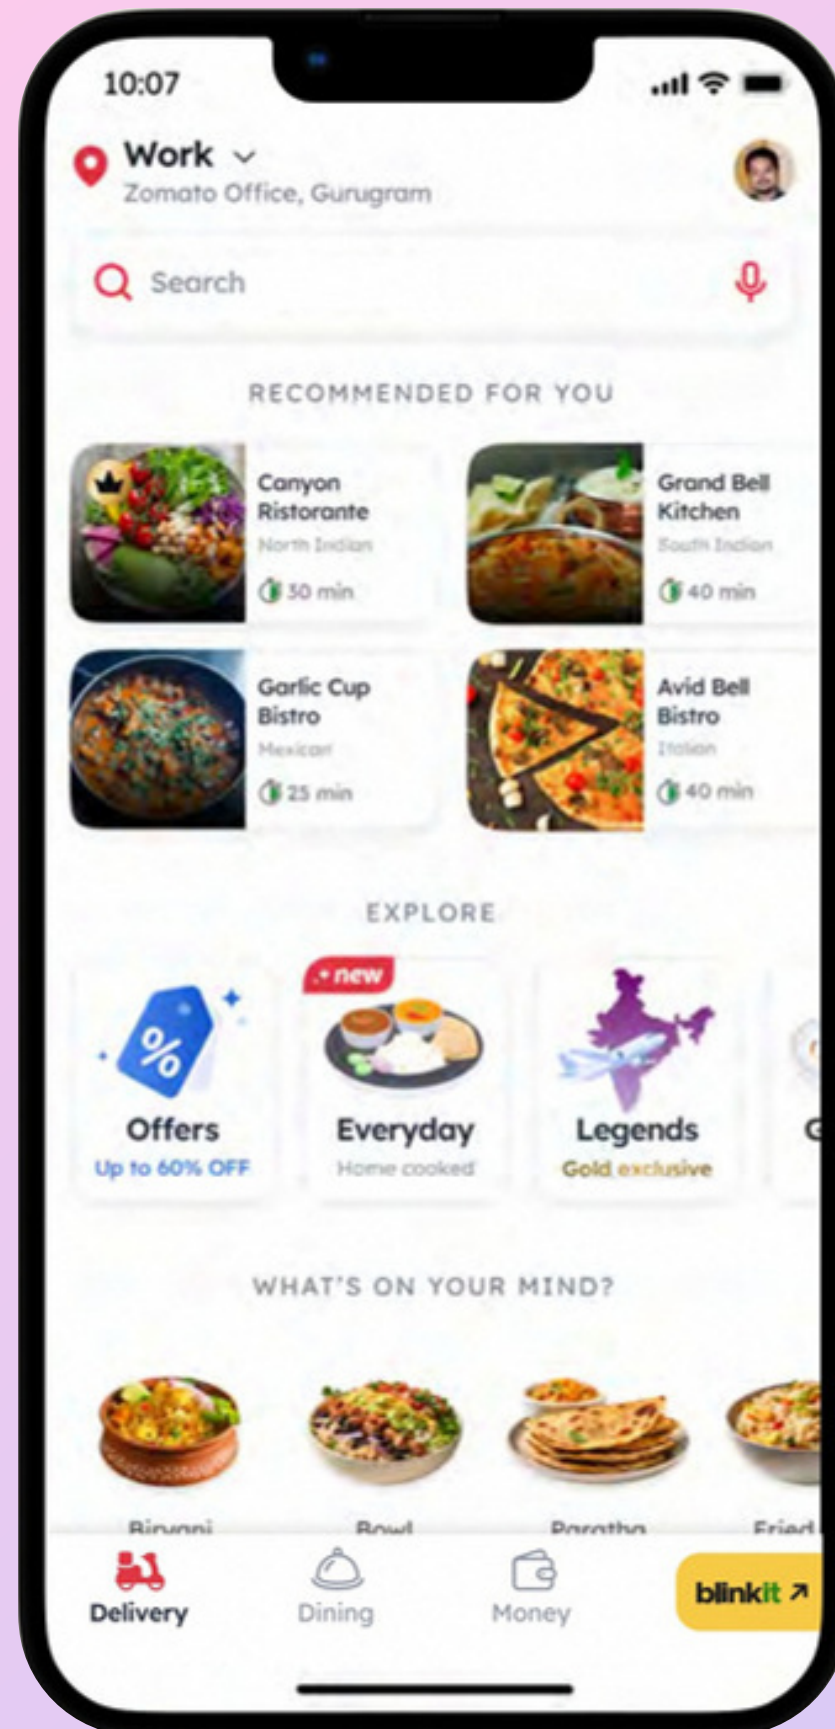 10:07
Work
Zomato Office, Gurugram
Search
RECOMMENDED FOR YOU
Canyon
Ristorante
North Indian
30 min
Grand Bell
Kitchen
South Indian
40 min
Garlic Cup
Bistro
Mexican
25 min
Avid Bell
Bistro
Italian
40 min
EXPLORE
%
Offers
Up to 60% OFF
new
Everyday
Home cooked
Legends
Gold exclusive
G
WHAT'S ON YOUR MIND?
Biryani
Bowl
Paratha
Fried
Delivery
Dining
Money
blinkit